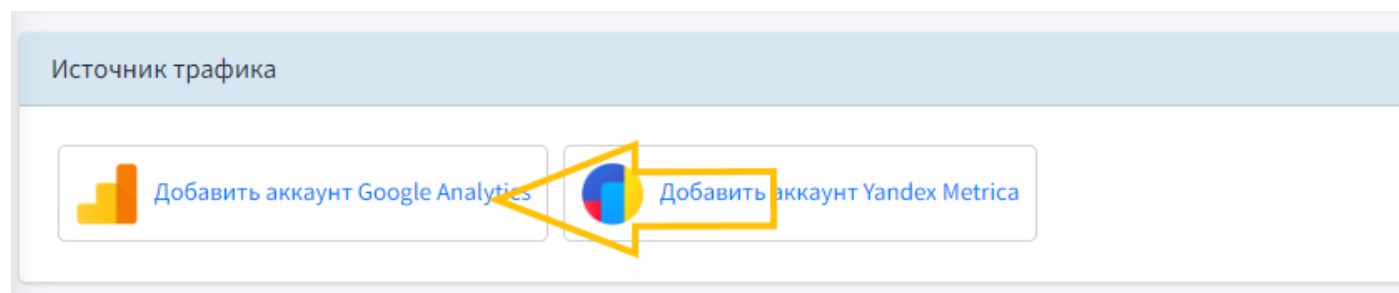 Источник трафика
Добавить аккаунт Google Analytics
Добавить аккаунт Yandex Metrica